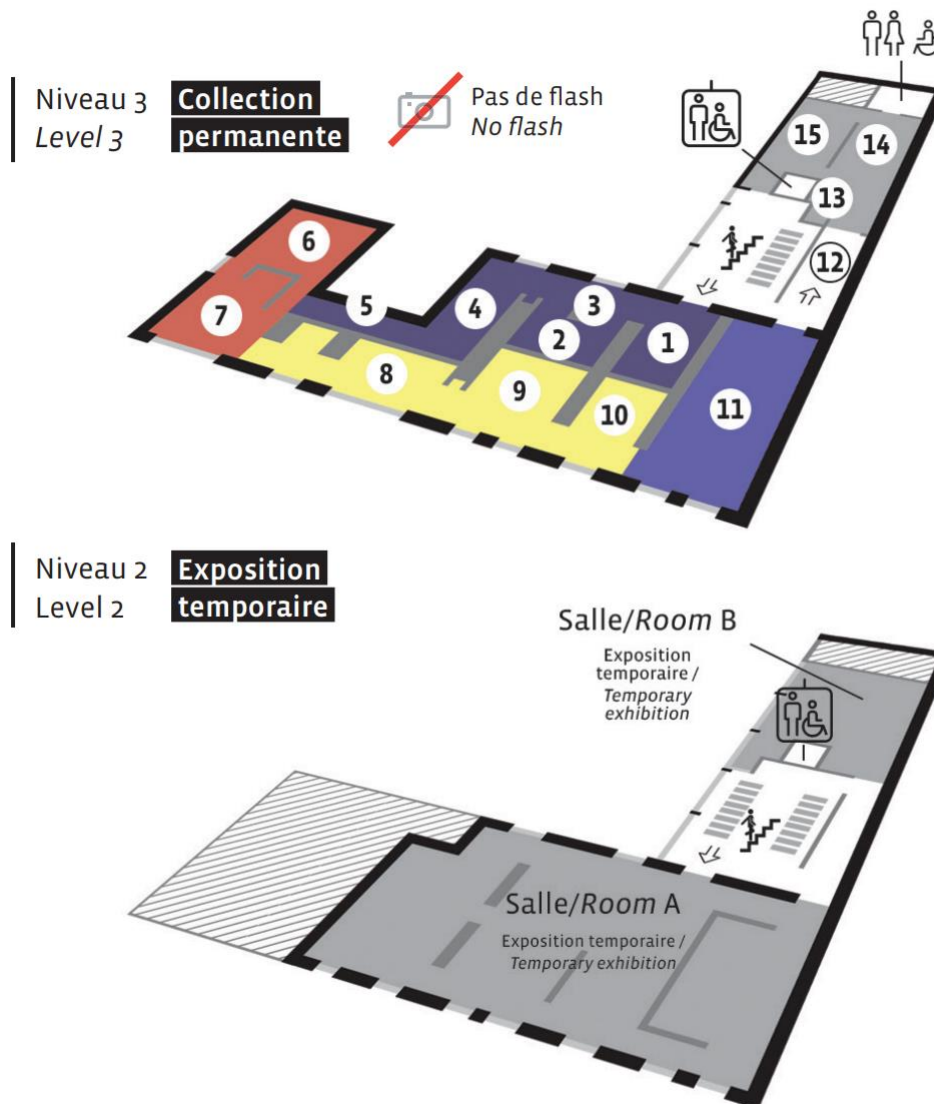 Niveau 3 Collection
Level 3 permanente
Pas de flash
No flash
15
14
13
12
6
7
5
4
3
2
1
8
9
10
11
Niveau 2 Exposition
Level 2 temporaire
Salle/Room B
Exposition
temporaire /
Temporary
exhibition
Salle/Room A
Exposition temporaire /
Temporary exhibition